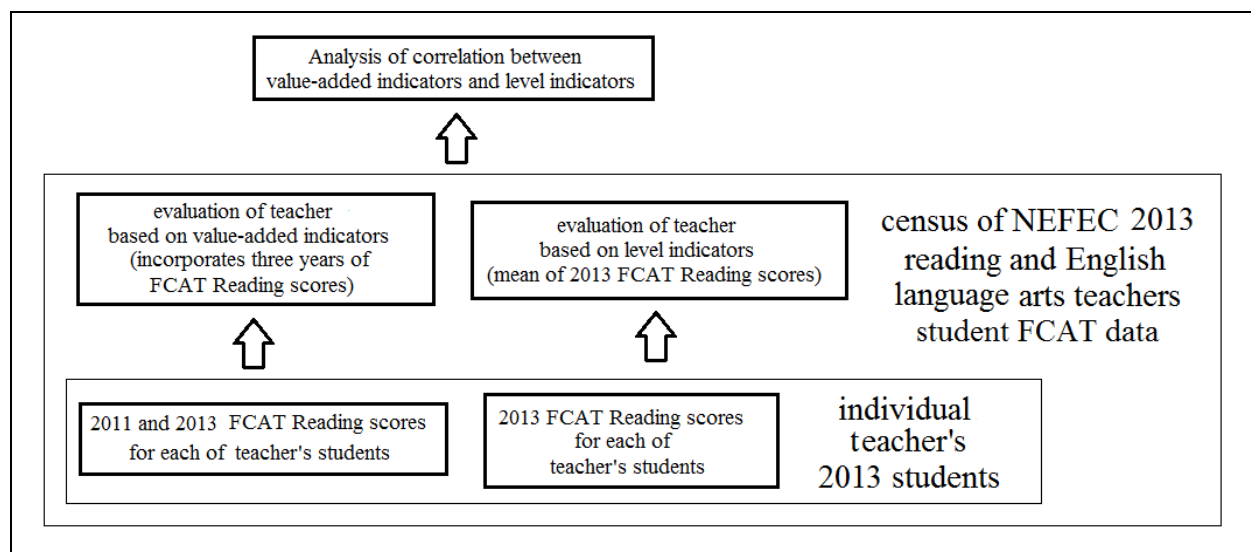 Analysis of correlation between
value-added indicators and level indicators
evaluation of teacher
based on value-added indicators
(incorporates three years of
FCAT Reading scores)
evaluation of teacher
based on level indicators
(mean of 2013 FCAT Reading scores)
census of NEFEC 2013
reading and English
language arts teachers
student FCAT data
2011 and 2013 FCAT Reading scores
for each of teacher's students
2013 FCAT Reading scores
for each of
teacher's students
individual
teacher's
2013 students